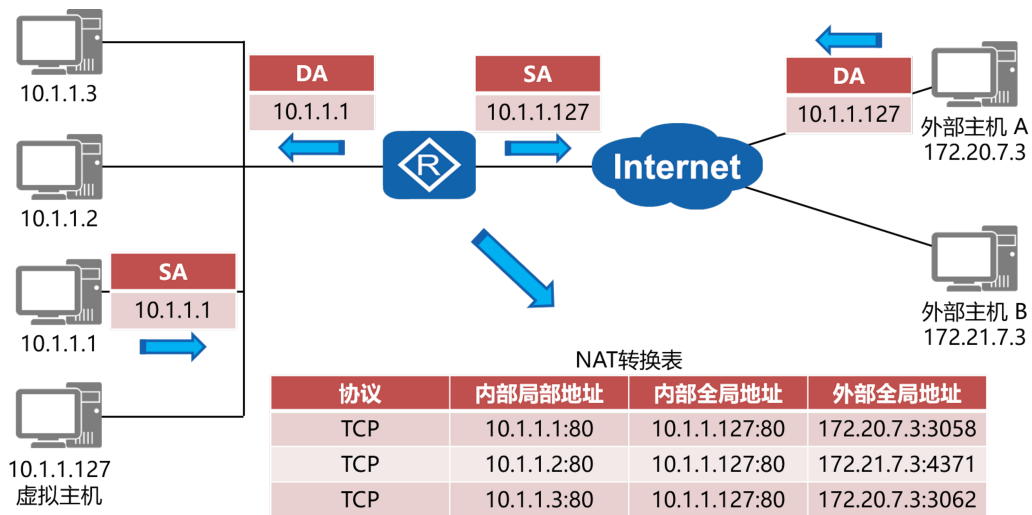 10.1.1.3
10.1.1.2
10.1.1.1
10.1.1.127
虚拟主机
SA
10.1.1.1
DA
10.1.1.1
R
SA
10.1.1.127
Internet
DA
10.1.1.127
外部主机 A
172.20.7.3
外部主机 B
172.21.7.3
NAT转换表
协议 内部局部地址 内部全局地址 外部全局地址
TCP 10.1.1.1:80 10.1.1.127:80 172.20.7.3:3058
TCP 10.1.1.2:80 10.1.1.127:80 172.21.7.3:4371
TCP 10.1.1.3:80 10.1.1.127:80 172.20.7.3:3062